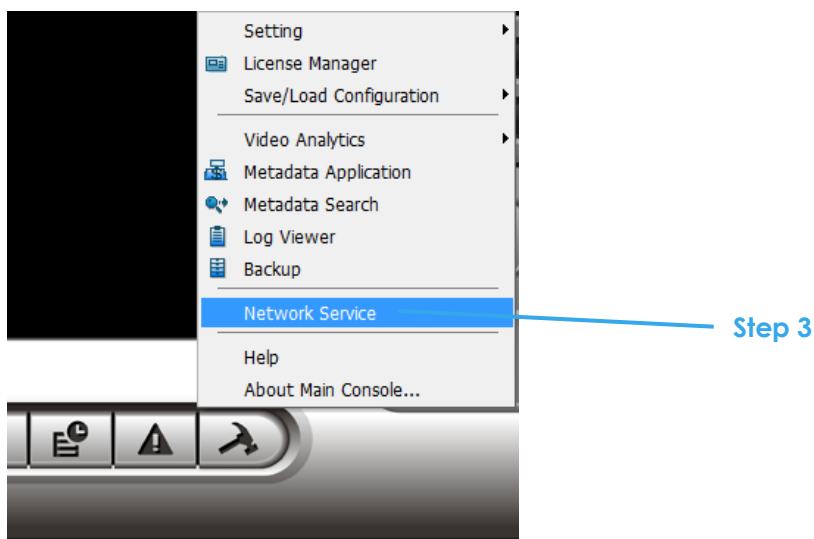 Setting
License Manager
Save/Load Configuration
Video Analytics
Metadata Application
Metadata Search
Log Viewer
Backup
Network Service
Step 3
Help
About Main Console...